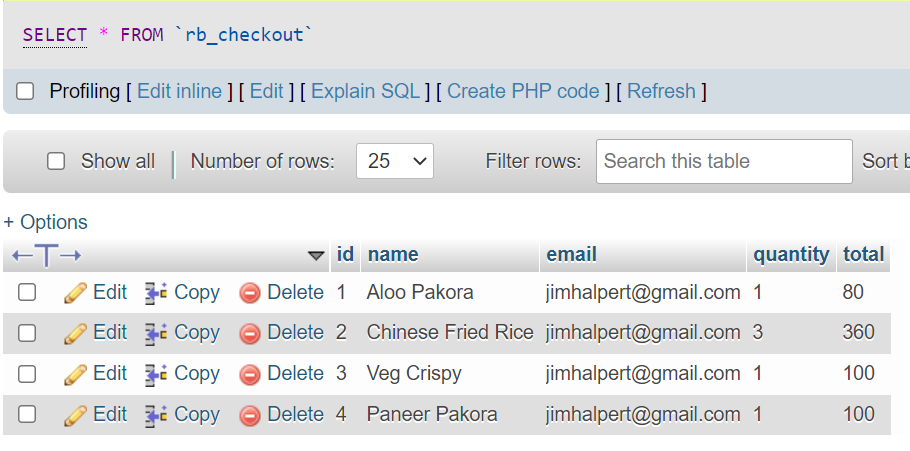 SELECT * FROM `rb_checkout`
Profiling [ Edit inline ] [ Edit ] [ Explain SQL ] [ Create PHP code ] [ Refresh ]
Show all Number of rows: 25 Filter rows: Search this table Sort b
+ Options
id name email quantity total
Edit Copy Delete 1 Aloo Pakora jimhalpert@gmail.com 1 80
Edit Copy Delete 2 Chinese Fried Rice jimhalpert@gmail.com 3 360
Edit Copy Delete 3 Veg Crispy jimhalpert@gmail.com 1 100
Edit Copy Delete 4 Paneer Pakora jimhalpert@gmail.com 1 100